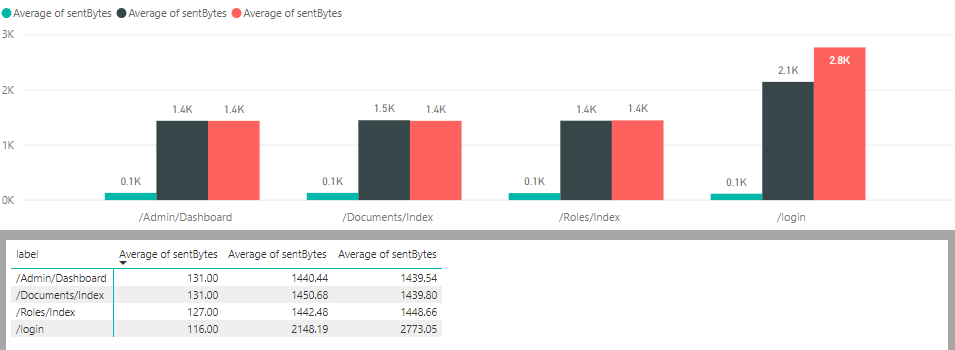 Average of sentBytes Average of sentBytes Average of sentBytes
3K
2.8K
2.1K
2K
1.4K 1.4K 1.5K 1.4K 1.4K 1.4K
1K
0.1K 0.1K 0.1K 0.1K
0K
/Admin/Dashboard /Documents/Index /Roles/Index /login
label Average of sentBytes Average of sentBytes Average of sentBytes
/Admin/Dashboard 131.00 1440.44 1439.54
/Documents/Index 131.00 1450.68 1439.80
/Roles/Index 127.00 1442.48 1448.66
/login 116.00 2148.19 2773.05